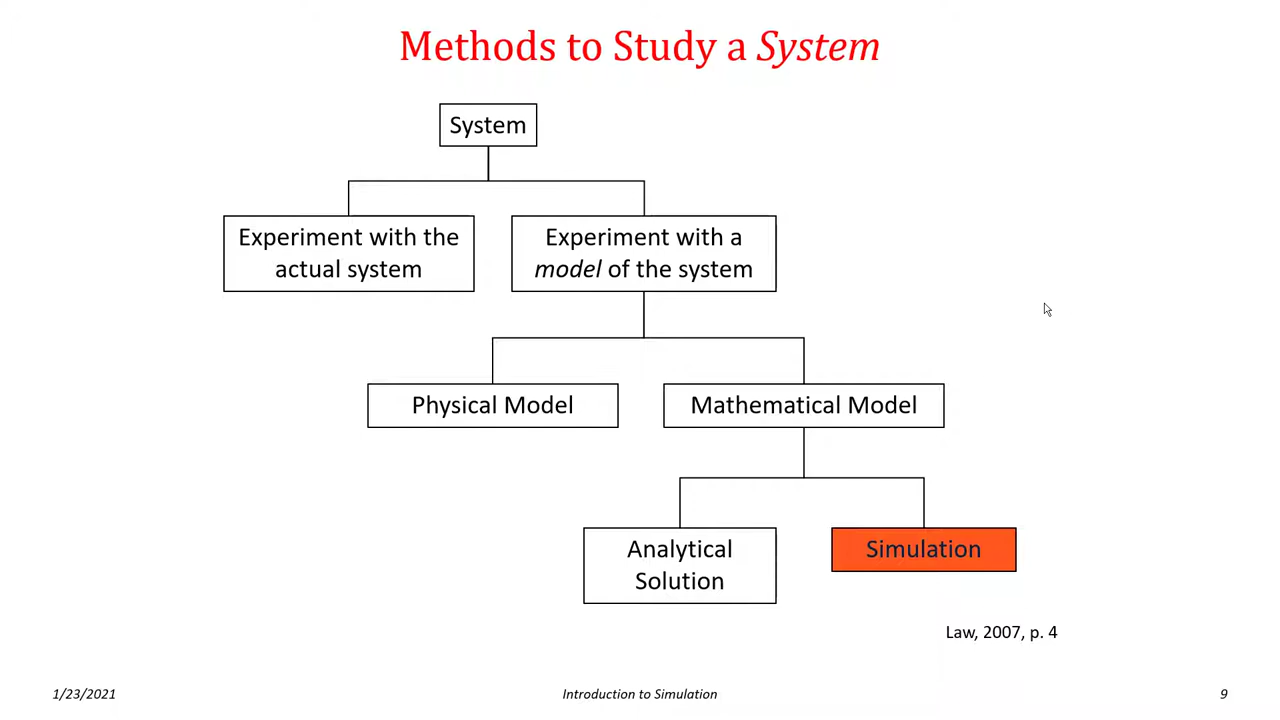 Methods to Study a System
System
Experiment with the
actual system
Experiment with a
model of the system
Physical Model
Mathematical Model
Analytical
Solution
Simulation
Law, 2007, p. 4
1/23/2021
Introduction to Simulation
9